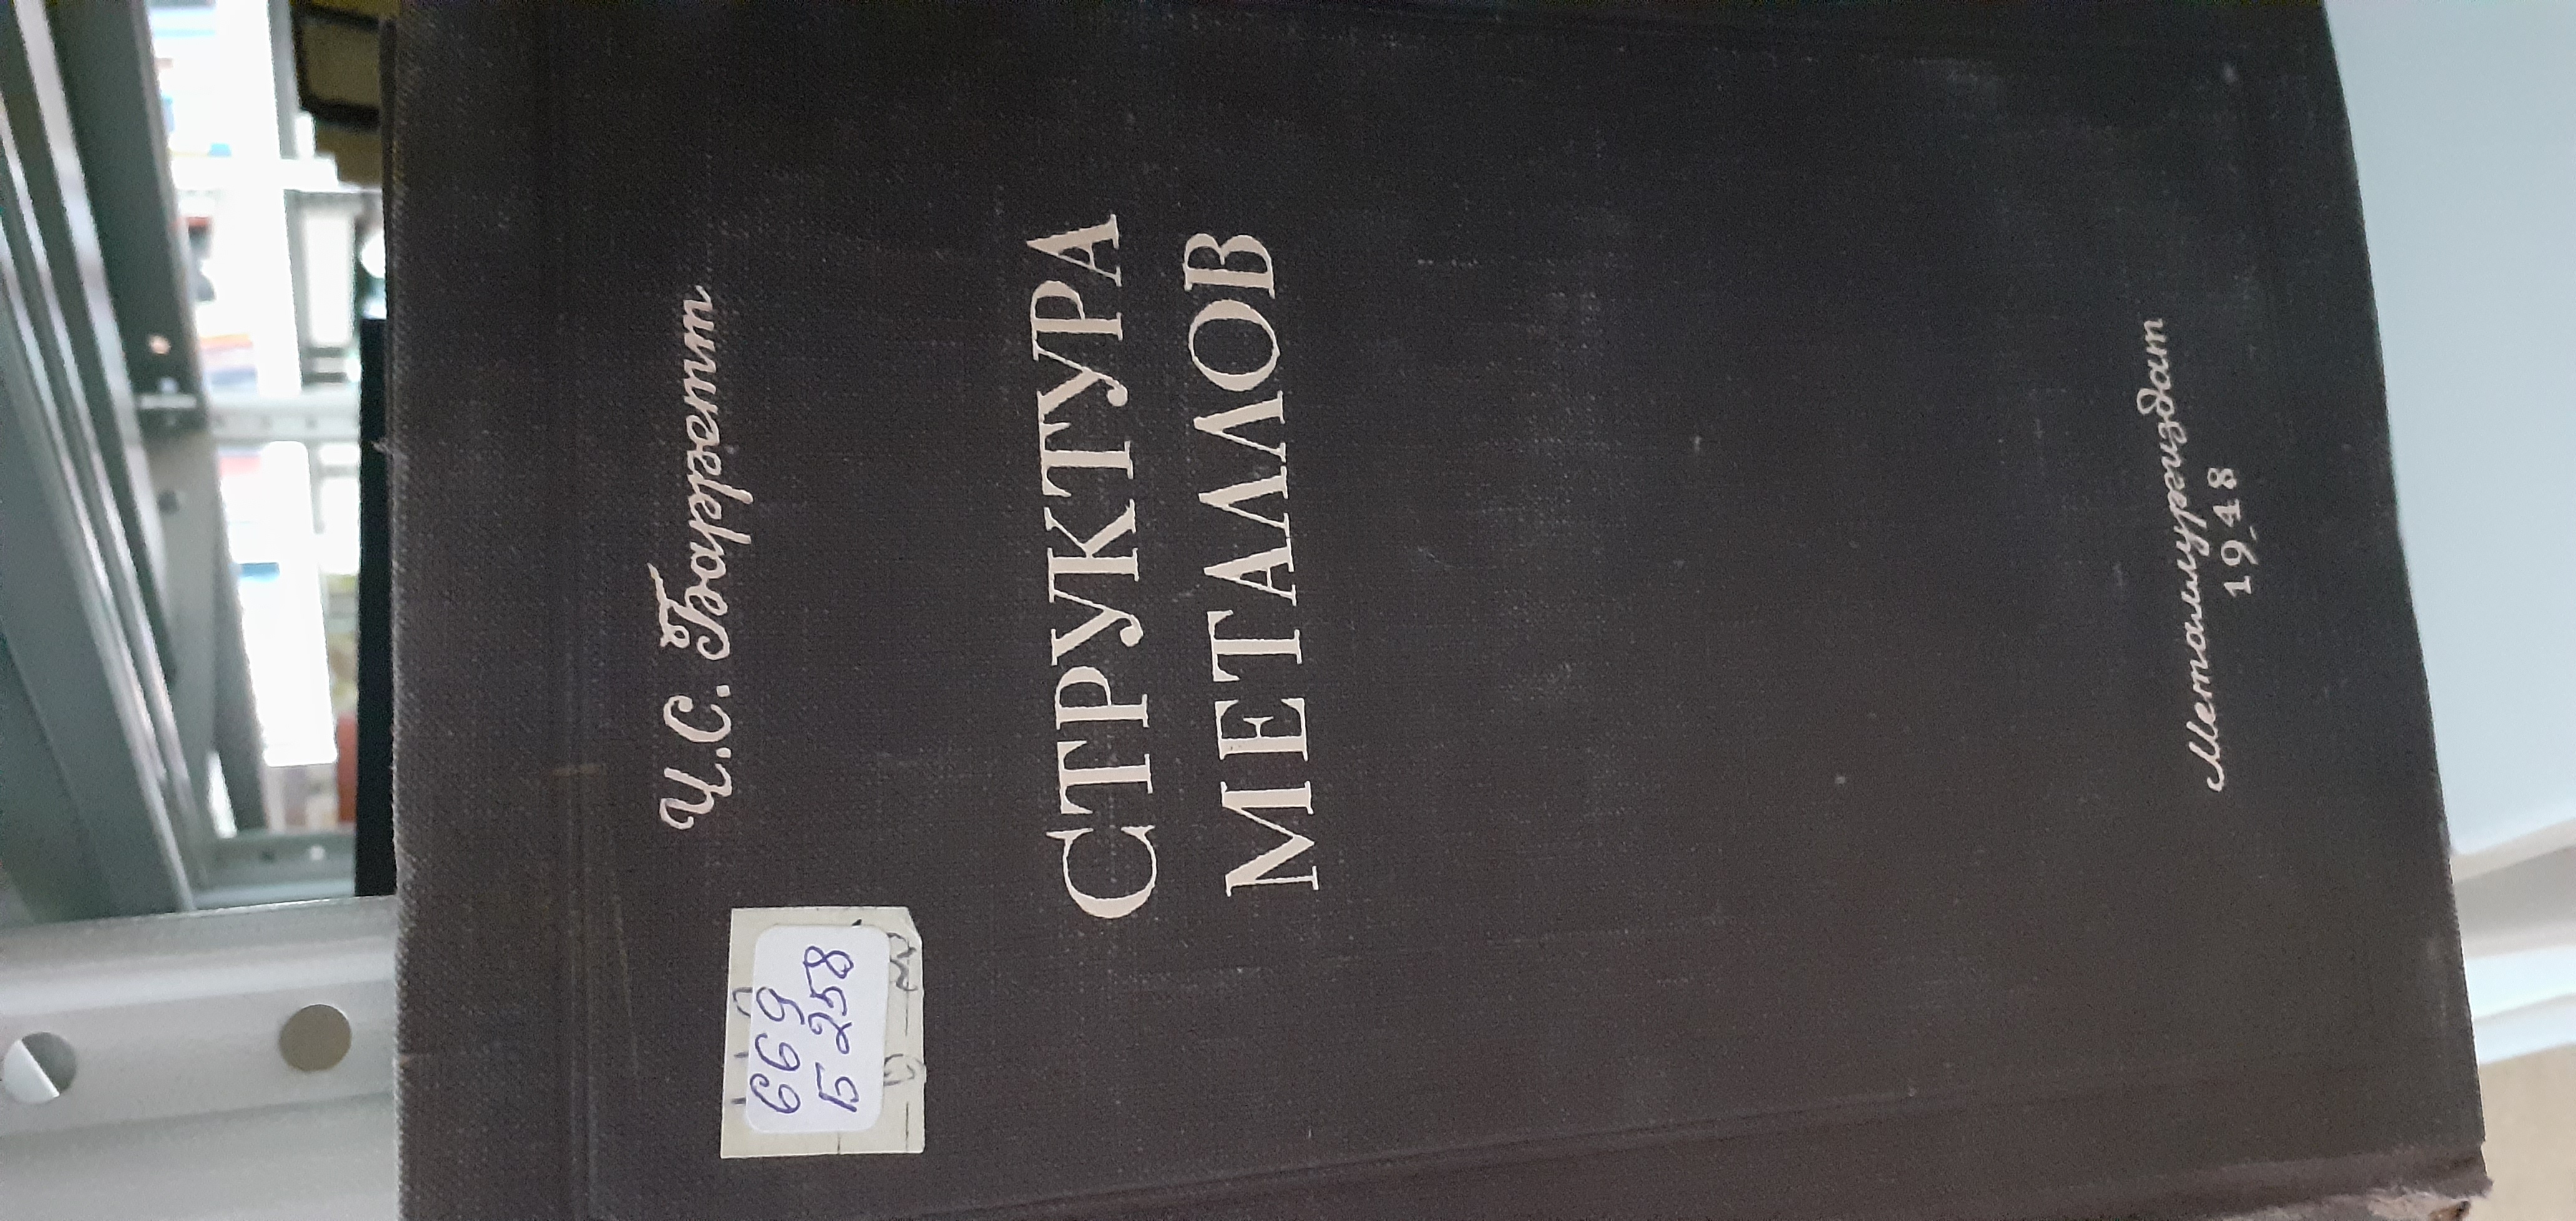 Ч.С. Баррет
СТРУКТУРА
МЕТАЛЛОВ
Металлургиздат
1948
669
Б 258